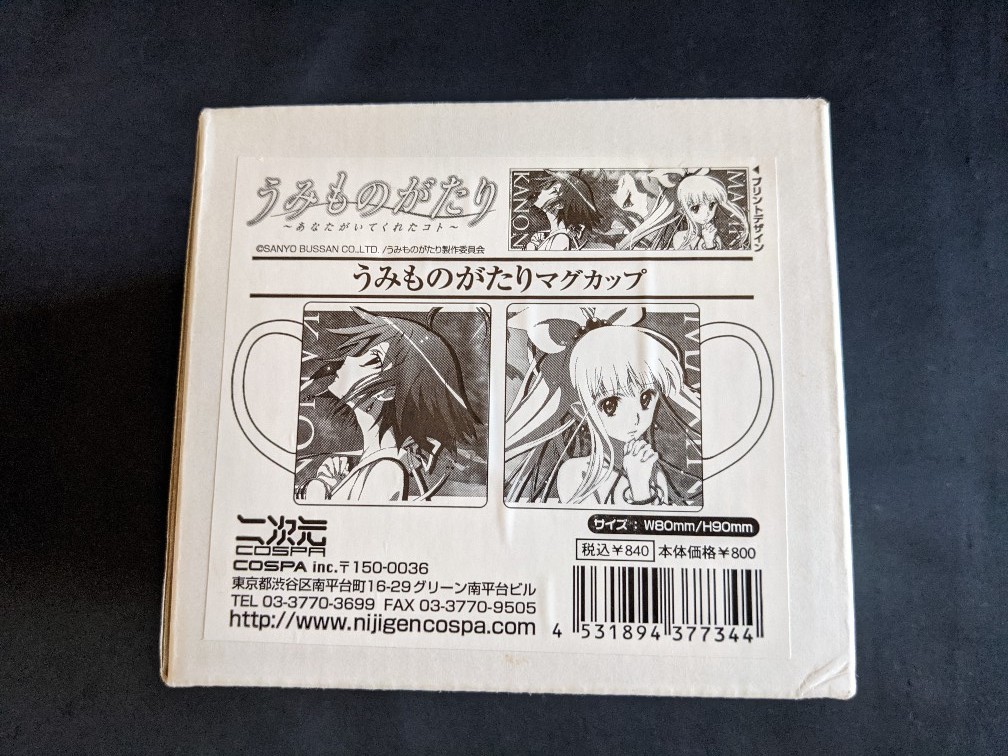 うみものがたり
～あなたがいてくれたコト～
©SANYO BUSSAN CO.,LTD. /うみものがたり製作委員会
KANON
MARIN
◀プリントデザイン
うみものがたりマグカップ
二次元
COSPA
COSPA inc.〒150-0036
東京都渋谷区南平台町16-29グリーン南平台ビル
TEL 03-3770-3699 FAX 03-3770-9505
http://www.nijigencospa.com
サイズ：W80mm/H90mm
税込¥840 本体価格¥800
4 531894 377344